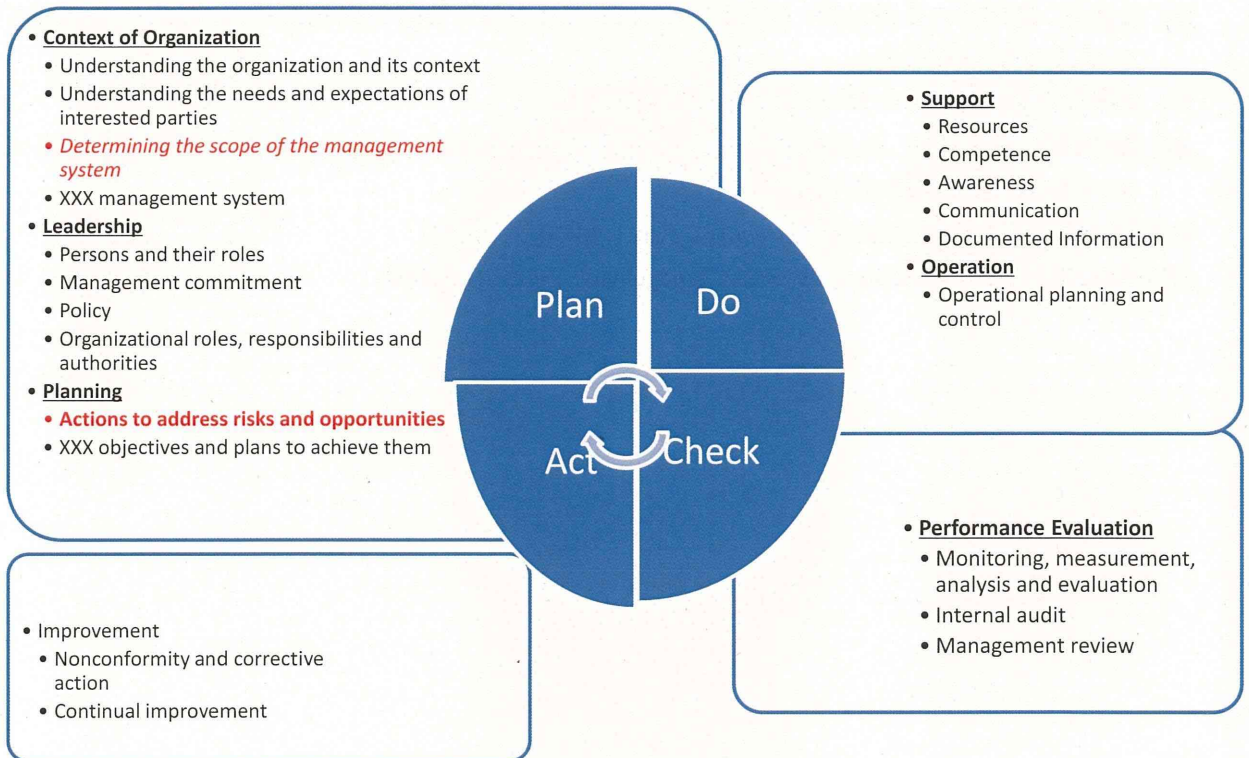 • Context of Organization
• Understanding the organization and its context
• Understanding the needs and expectations of
interested parties
• Determining the scope of the management
system
• XXX management system
• Leadership
• Persons and their roles
• Management commitment
• Policy
• Organizational roles, responsibilities and
authorities
• Planning
• Actions to address risks and opportunities
• XXX objectives and plans to achieve them
• Support
• Resources
• Competence
• Awareness
• Communication
• Documented Information
• Operation
• Operational planning and
control
Plan
Do
Act
Check
• Improvement
• Nonconformity and corrective
action
• Continual improvement
• Performance Evaluation
• Monitoring, measurement,
analysis and evaluation
• Internal audit
• Management review